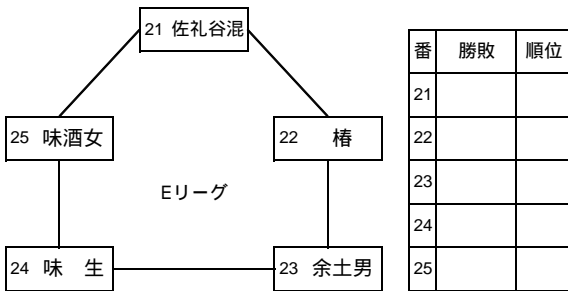 21 佐礼谷混
番 勝敗 順位
21
25 味酒女
22 椿
22
Eリーグ
23
24
24 味 生
23 余土男
25